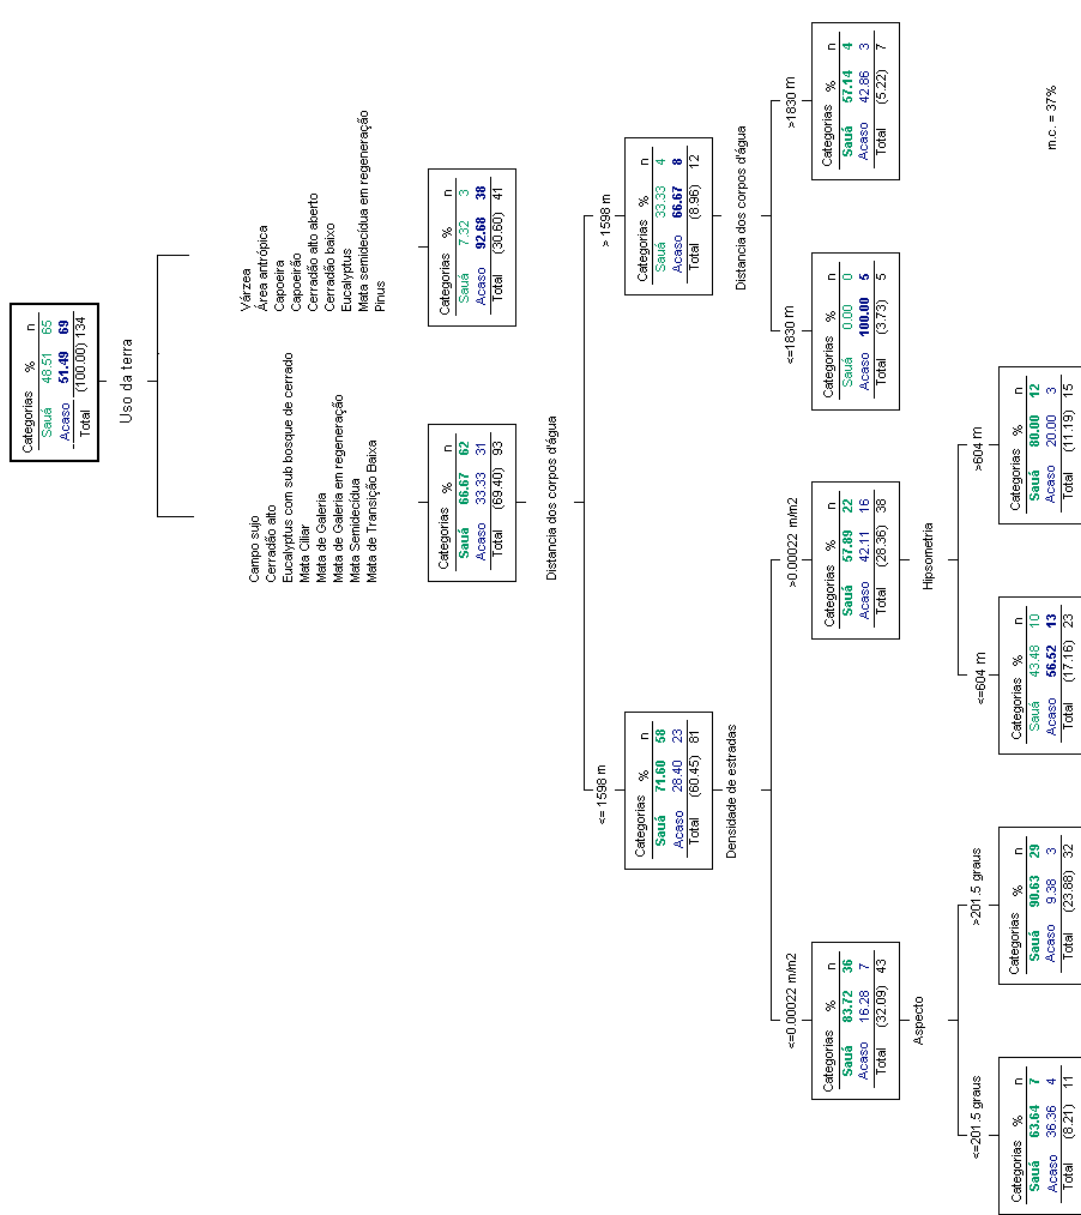 Categorias % n
Sauá 48.51 65
Acaso 51.49 69
Total (100.00) 134
Uso da terra
Campo sujo
Cerradão alto
Eucalyptus com sub bosque de cerrado
Mata Ciliar
Mata de Galeria
Mata de Galeria em regeneração
Mata Semidecídua
Mata de Transição Baixa
Várzea
Área antrópica
Capoeira
Capoeirão
Cerradão alto aberto
Cerradão baixo
Eucalyptus
Mata semidecídua em regeneração
Pinus
Categorias % n
Sauá 66.67 62
Acaso 33.33 31
Total (69.40) 93
Categorias % n
Sauá 7.32 3
Acaso 92.68 38
Total (30.60) 41
Distancia dos corpos d'água
<= 1598 m
> 1598 m
Categorias % n
Sauá 71.60 58
Acaso 28.40 23
Total (60.45) 81
Categorias % n
Sauá 33.33 4
Acaso 66.67 8
Total (8.96) 12
Densidade de estradas
Distancia dos corpos d'água
<=0.00022 m/m2
>0.00022 m/m2
<=1830 m
>1830 m
Categorias % n
Sauá 83.72 36
Acaso 16.28 7
Total (32.09) 43
Categorias % n
Sauá 57.89 22
Acaso 42.11 16
Total (28.36) 38
Categorias % n
Sauá 0.00 0
Acaso 100.00 5
Total (3.73) 5
Categorias % n
Sauá 57.14 4
Acaso 42.86 3
Total (5.22) 7
Aspecto
Hipsometria
<=201.5 graus
>201.5 graus
<=604 m
>604 m
Categorias % n
Sauá 63.64 7
Acaso 36.36 4
Total (8.21) 11
Categorias % n
Sauá 90.63 29
Acaso 9.38 3
Total (23.88) 32
Categorias % n
Sauá 43.48 10
Acaso 56.52 13
Total (17.16) 23
Categorias % n
Sauá 80.00 12
Acaso 20.00 3
Total (11.19) 15
m.c. = 37%